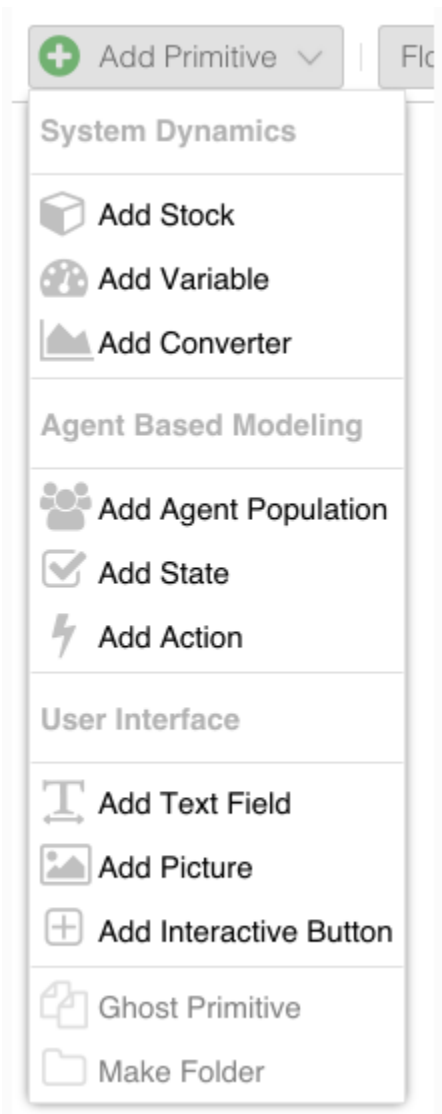 Add Primitive
System Dynamics
Add Stock
Add Variable
Add Converter
Agent Based Modeling
Add Agent Population
Add State
Add Action
User Interface
Add Text Field
Add Picture
Add Interactive Button
Ghost Primitive
Make Folder